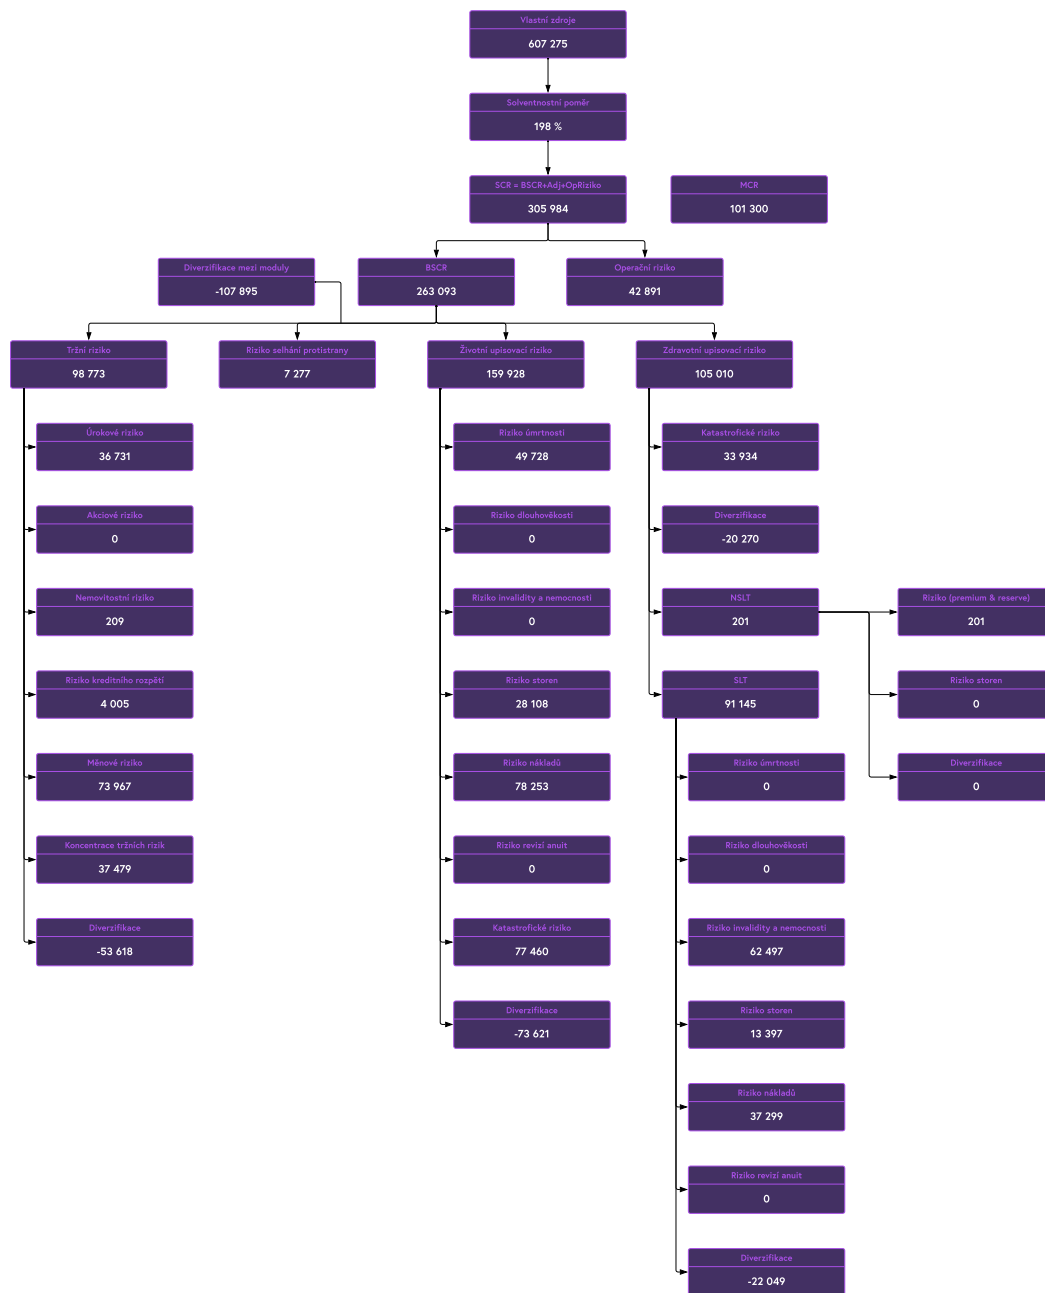 Vlastní zdroje
607 275
Solventnostní poměr
198 %
SCR = BSCR+Adj+OpRiziko
305 984
MCR
101 300
Diverzifikace mezi moduly
-107 895
BSCR
263 093
Operační riziko
42 891
Tržní riziko
98 773
Riziko selhání protistrany
7 277
Životní upisovací riziko
159 928
Zdravotní upisovací riziko
105 010
Úrokové riziko
36 731
Akciové riziko
0
Nemovitostní riziko
209
Riziko kreditního rozpětí
4 005
Měnové riziko
73 967
Koncentrace tržních rizik
37 479
Diverzifikace
-53 618
Riziko úmrtnosti
49 728
Riziko dlouhověkosti
0
Riziko invalidity a nemocnosti
0
Riziko storen
28 108
Riziko nákladů
78 253
Riziko revizí anuit
0
Katastrofické riziko
77 460
Diverzifikace
-73 621
Katastrofické riziko
33 934
Diverzifikace
-20 270
NSLT
201
SLT
91 145
Riziko úmrtnosti
0
Riziko dlouhověkosti
0
Riziko invalidity a nemocnosti
62 497
Riziko storen
13 397
Riziko nákladů
37 299
Riziko revizí anuit
0
Diverzifikace
-22 049
Riziko (premium & reserve)
201
Riziko storen
0
Diverzifikace
0